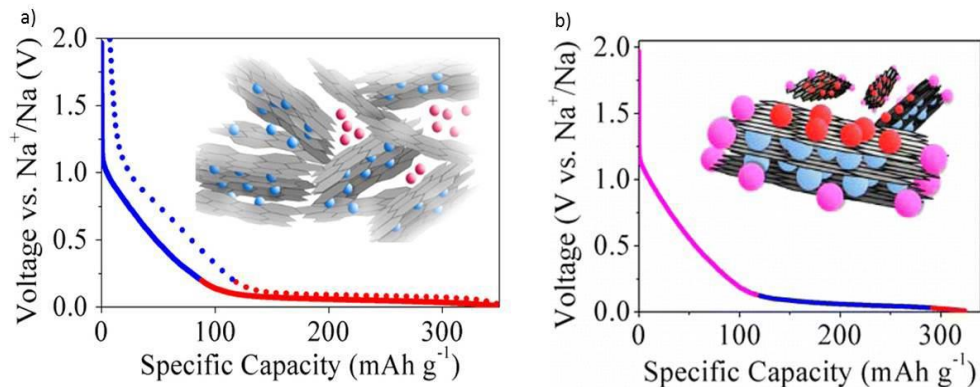 a)
2.0
1.5
1.0
0.5
0.0
Voltage vs. Na⁺/Na (V)
0 100 200 300
Specific Capacity (mAh g⁻¹)
b)
2.0
1.5
1.0
0.5
0.0
Voltage (V vs. Na⁺/Na)
0 100 200 300
Specific Capacity (mAh g⁻¹)